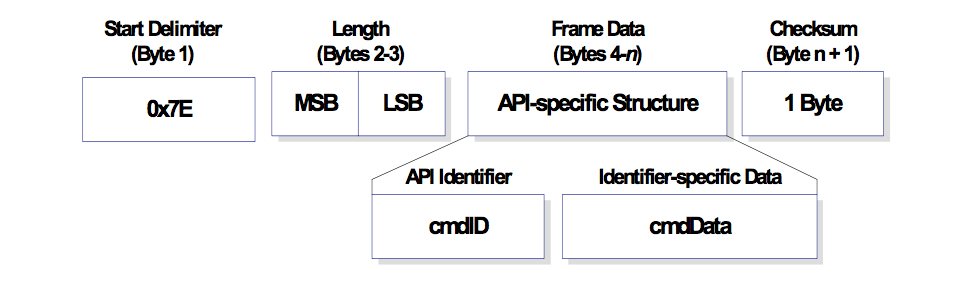 Start Delimiter
(Byte 1)
Length
(Bytes 2-3)
Frame Data
(Bytes 4-n)
Checksum
(Byte n + 1)
0x7E
MSB
LSB
API-specific Structure
1 Byte
API Identifier
Identifier-specific Data
cmdID
cmdData